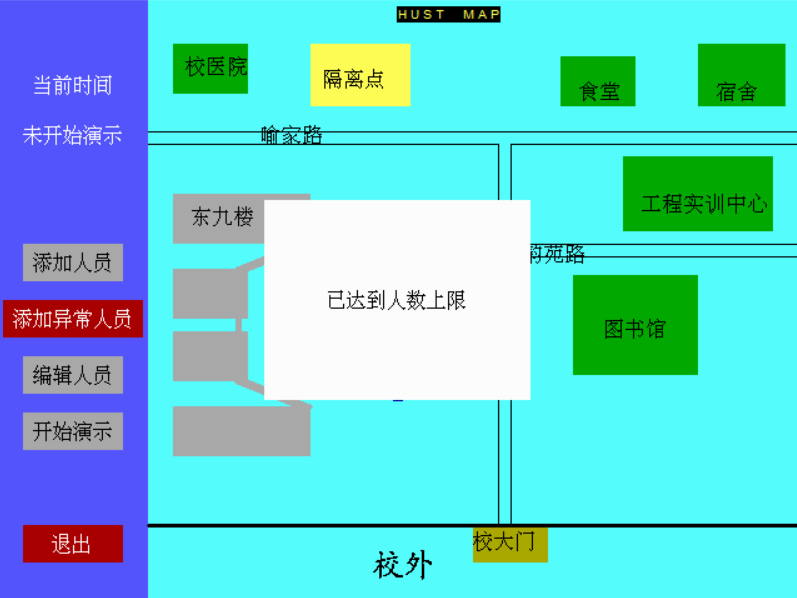 HUST MAP
当前时间
未开始演示
添加人员
添加异常人员
编辑人员
开始演示
退出
校医院
隔离点
食堂
宿舍
喻家路
工程实训中心
东九楼
韵苑路
已达到人数上限
图书馆
校大门
校外